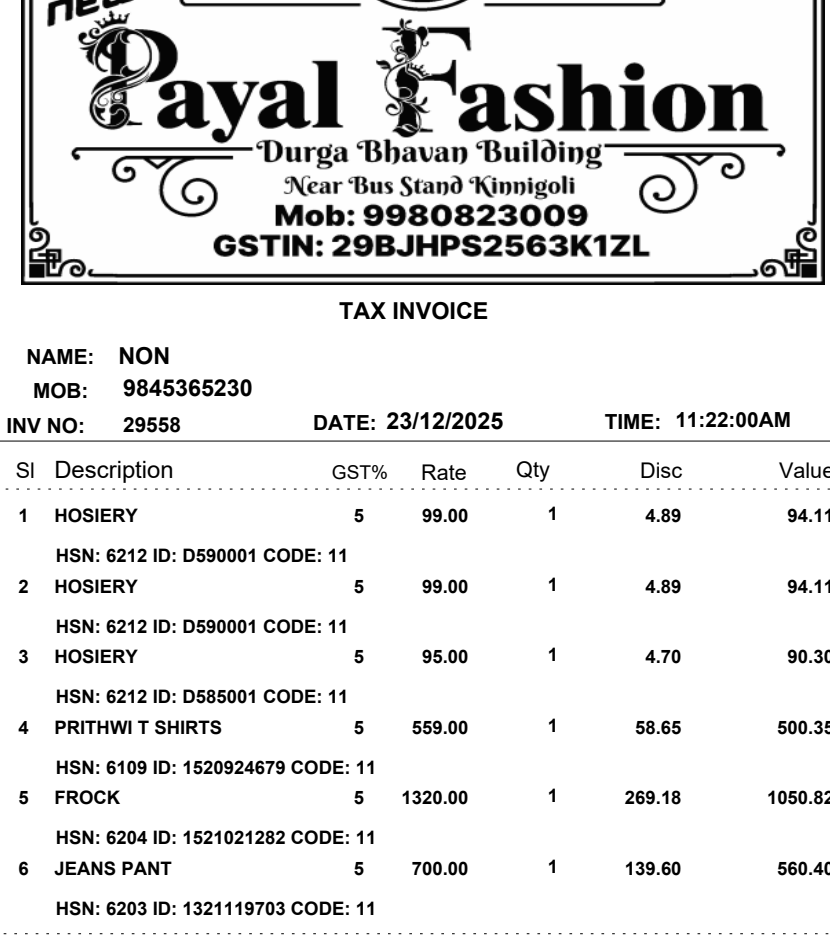 new
Payal Fashion
Durga Bhavan Building
Near Bus Stand Kinnigoli
Mob: 9980823009
GSTIN: 29BJHPS2563K1ZL
TAX INVOICE
NAME: NON
MOB: 9845365230
INV NO: 29558 DATE: 23/12/2025 TIME: 11:22:00AM
Sl Description GST% Rate Qty Disc Value
1 HOSIERY 5 99.00 1 4.89 94.11
HSN: 6212 ID: D590001 CODE: 11
2 HOSIERY 5 99.00 1 4.89 94.11
HSN: 6212 ID: D590001 CODE: 11
3 HOSIERY 5 95.00 1 4.70 90.30
HSN: 6212 ID: D585001 CODE: 11
4 PRITHWI T SHIRTS 5 559.00 1 58.65 500.35
HSN: 6109 ID: 1520924679 CODE: 11
5 FROCK 5 1320.00 1 269.18 1050.82
HSN: 6204 ID: 1521021282 CODE: 11
6 JEANS PANT 5 700.00 1 139.60 560.40
HSN: 6203 ID: 1321119703 CODE: 11